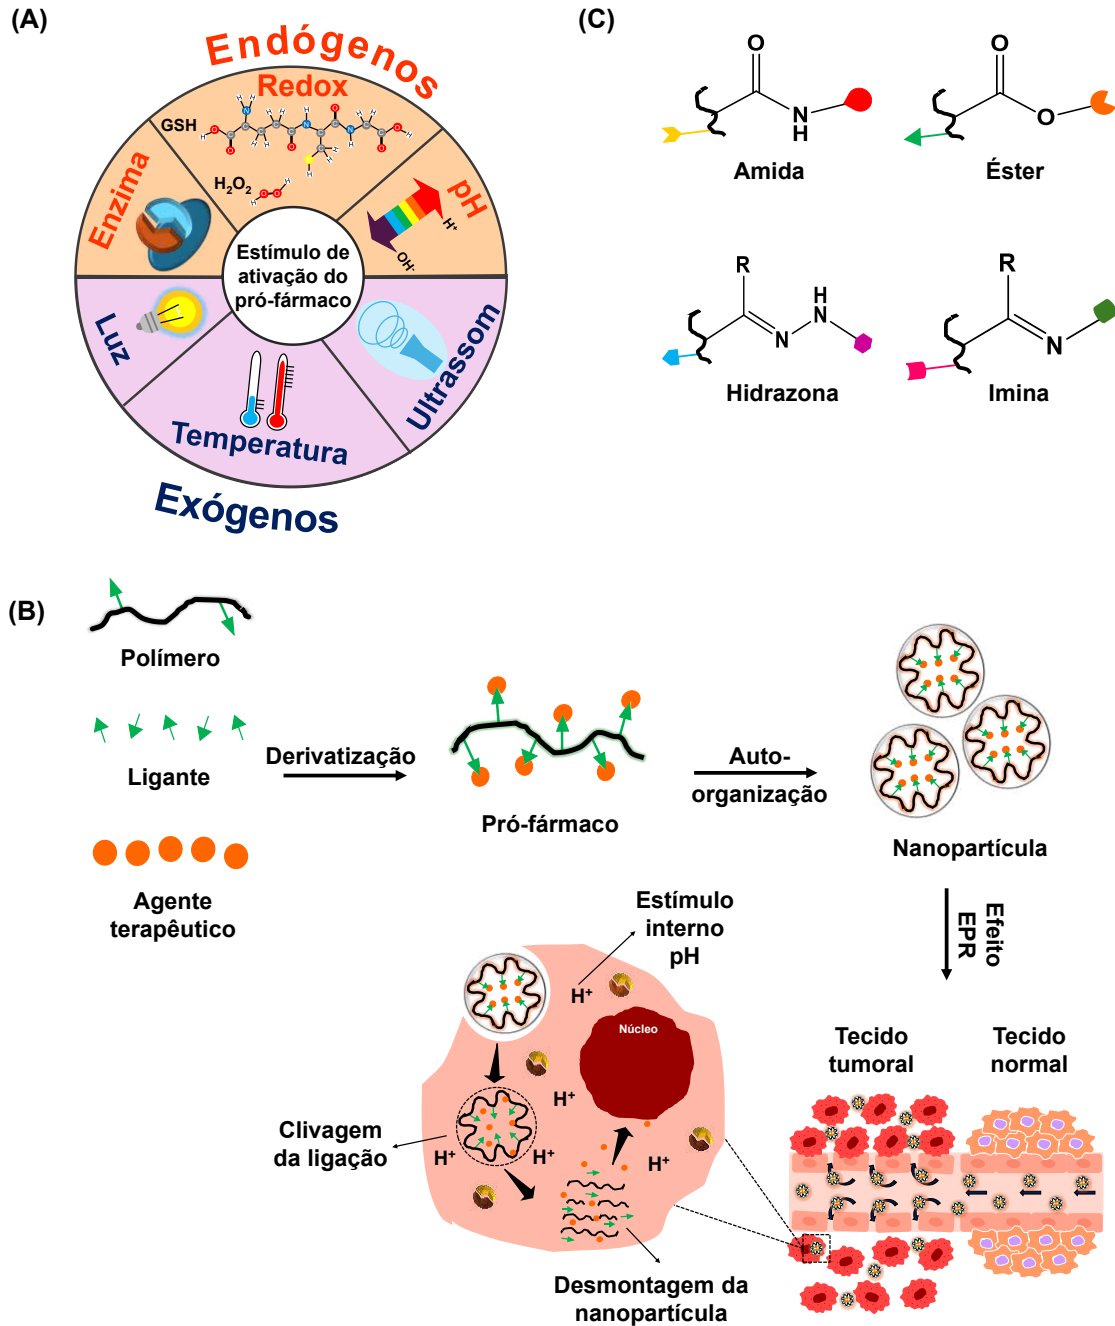 (A)
Endógenos
Redox
GSH
H₂O₂
Enzima
pH
H⁺
OH⁻
Estímulo de
ativação do
pró-fármaco
Luz
Temperatura
Ultrassom
Exógenos
(C)
O
N
H
Amida
O
O
Éster
R
N
N
H
Hidrazona
R
N
Imina
(B)
Polímero
Ligante
Agente
terapêutico
Derivatização
Pró-fármaco
Auto-
organização
Nanopartícula
Efeito
EPR
Estímulo
interno
pH
H⁺
Núcleo
H⁺
H⁺
H⁺
H⁺
Clivagem
da ligação
Desmontagem da
nanopartícula
Tecido
tumoral
Tecido
normal